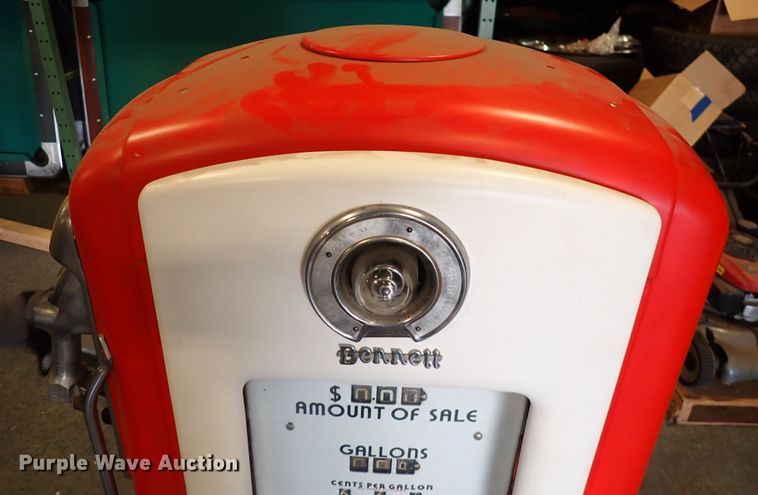 Bennett
$
AMOUNT OF SALE
GALLONS
CENTS PER GALLON
Purple Wave Auction